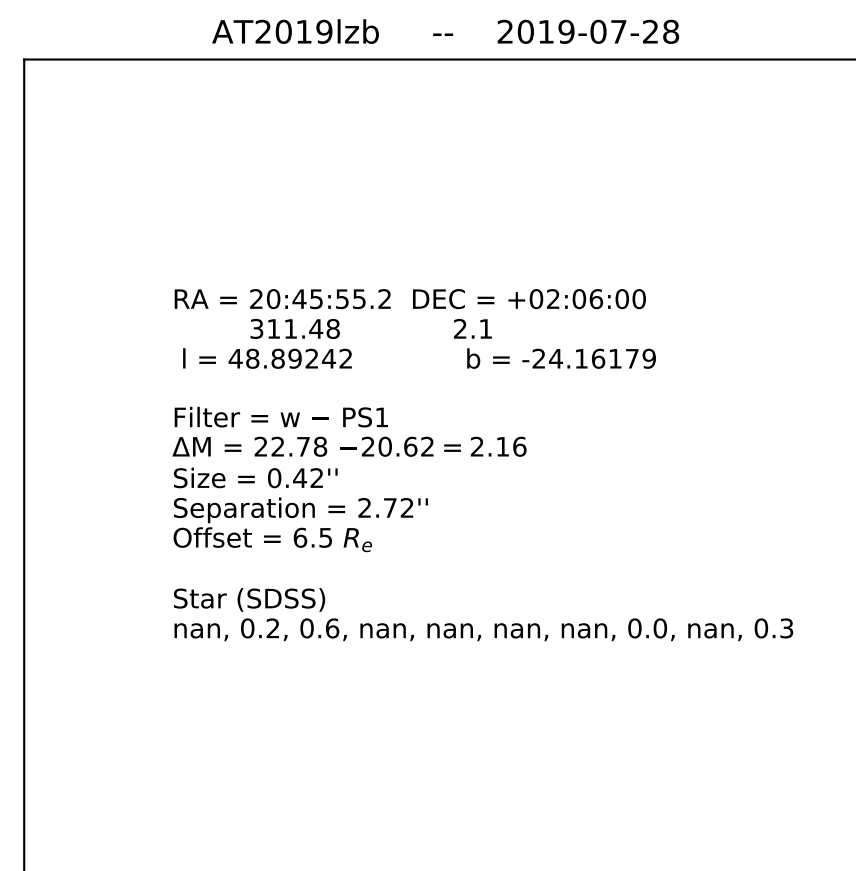 AT2019lzb -- 2019-07-28
RA = 20:45:55.2 DEC = +02:06:00
311.48 2.1
l = 48.89242 b = -24.16179
Filter = w − PS1
ΔM = 22.78 −20.62 = 2.16
Size = 0.42''
Separation = 2.72''
Offset = 6.5 Rₑ
Star (SDSS)
nan, 0.2, 0.6, nan, nan, nan, nan, 0.0, nan, 0.3